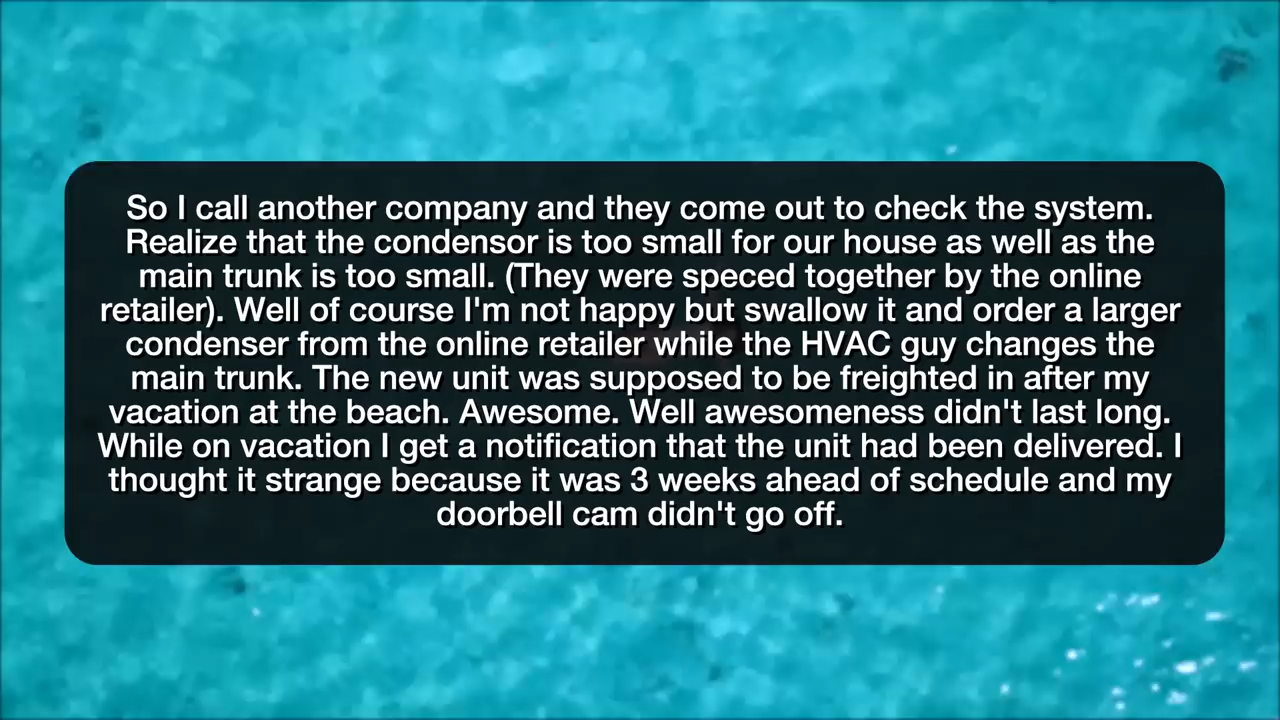 So I call another company and they come out to check the system.
Realize that the condensor is too small for our house as well as the
main trunk is too small. (They were speced together by the online
retailer). Well of course I'm not happy but swallow it and order a larger
condenser from the online retailer while the HVAC guy changes the
main trunk. The new unit was supposed to be freighted in after my
vacation at the beach. Awesome. Well awesomeness didn't last long.
While on vacation I get a notification that the unit had been delivered. I
thought it strange because it was 3 weeks ahead of schedule and my
doorbell cam didn't go off.